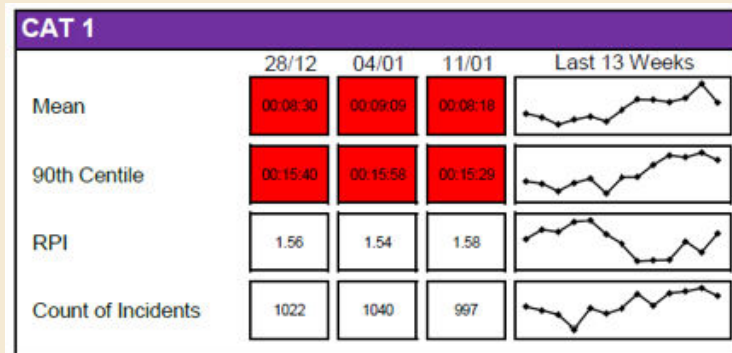 CAT 1
28/12 04/01 11/01 Last 13 Weeks
Mean 00:08:30 00:09:09 00:08:18
90th Centile 00:15:40 00:15:58 00:15:29
RPI 1.56 1.54 1.58
Count of Incidents 1022 1040 997